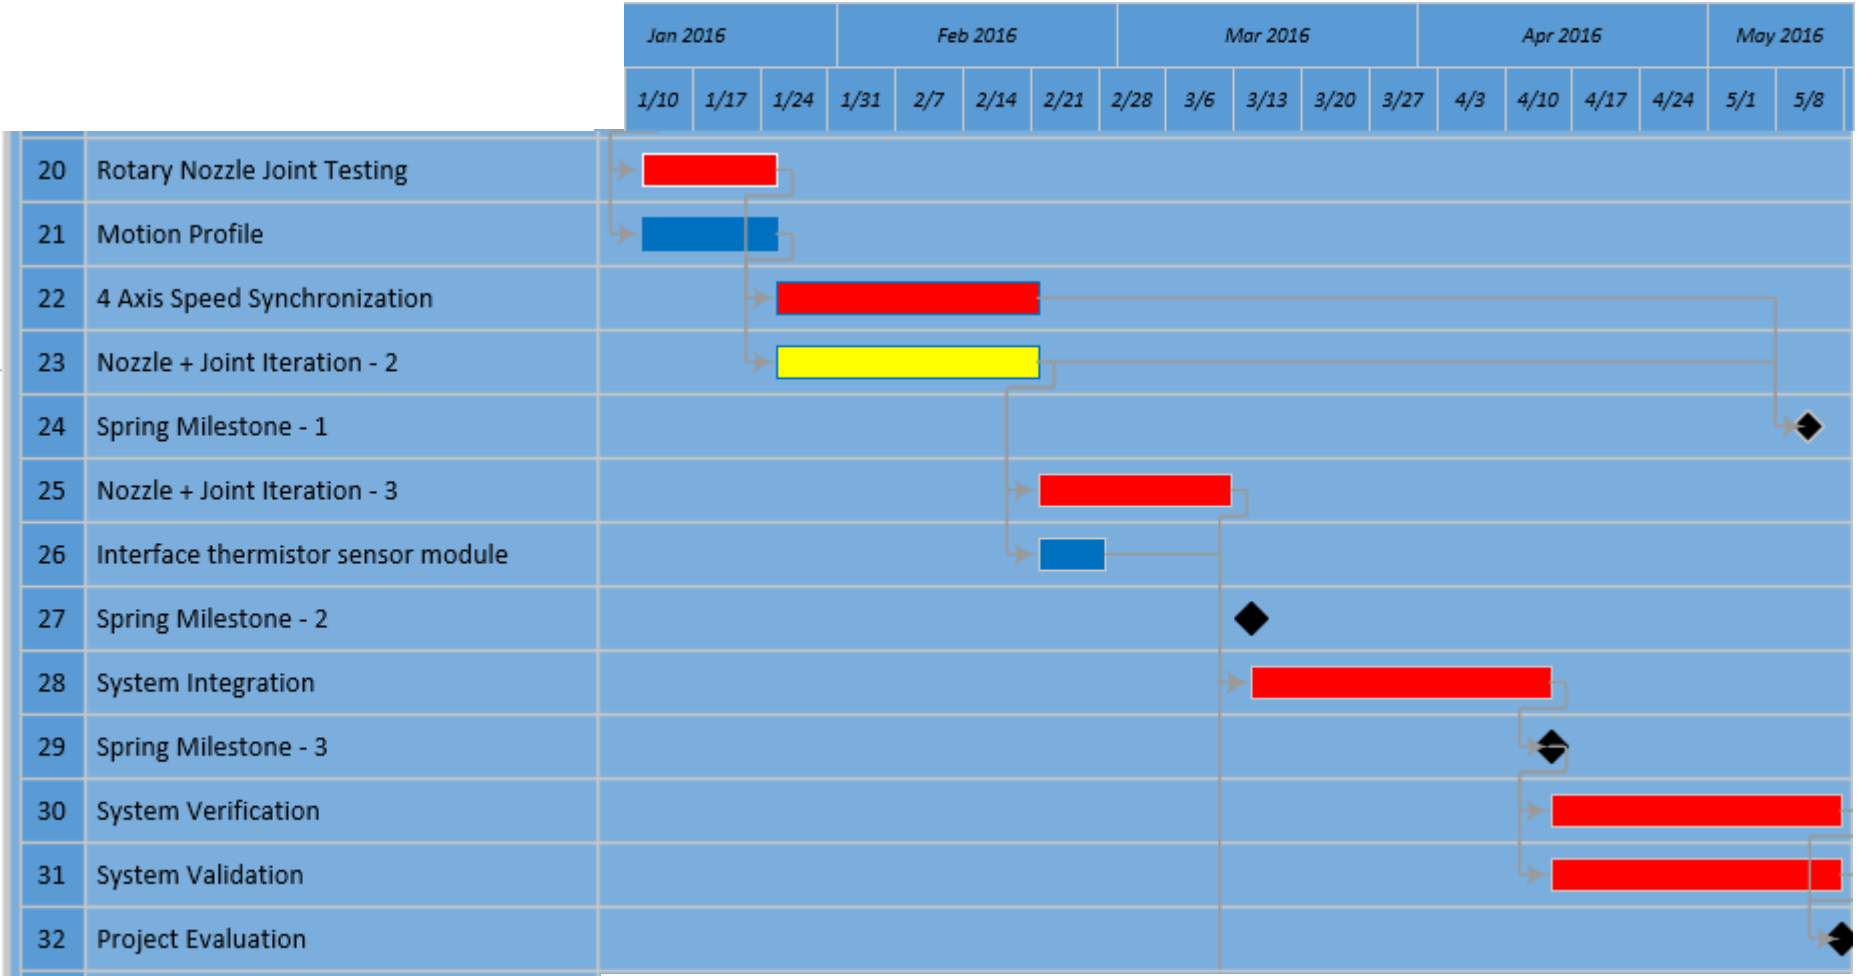 Jan 2016 Feb 2016 Mar 2016 Apr 2016 May 2016
1/10 1/17 1/24 1/31 2/7 2/14 2/21 2/28 3/6 3/13 3/20 3/27 4/3 4/10 4/17 4/24 5/1 5/8
20 Rotary Nozzle Joint Testing
21 Motion Profile
22 4 Axis Speed Synchronization
23 Nozzle + Joint Iteration - 2
24 Spring Milestone - 1
25 Nozzle + Joint Iteration - 3
26 Interface thermistor sensor module
27 Spring Milestone - 2
28 System Integration
29 Spring Milestone - 3
30 System Verification
31 System Validation
32 Project Evaluation